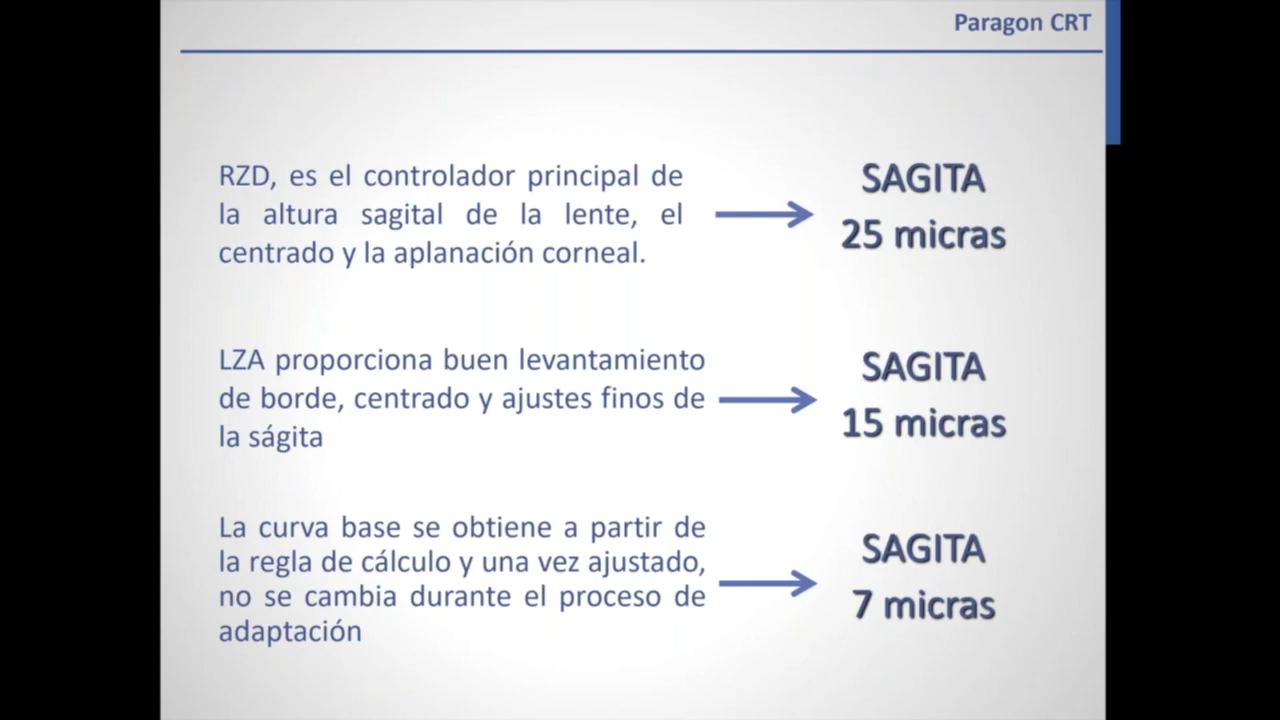 Paragon CRT
RZD, es el controlador principal de
la altura sagital de la lente, el
centrado y la aplanación corneal.
SAGITA
25 micras
LZA proporciona buen levantamiento
de borde, centrado y ajustes finos de
la ságita
SAGITA
15 micras
La curva base se obtiene a partir de
la regla de cálculo y una vez ajustado,
no se cambia durante el proceso de
adaptación
SAGITA
7 micras